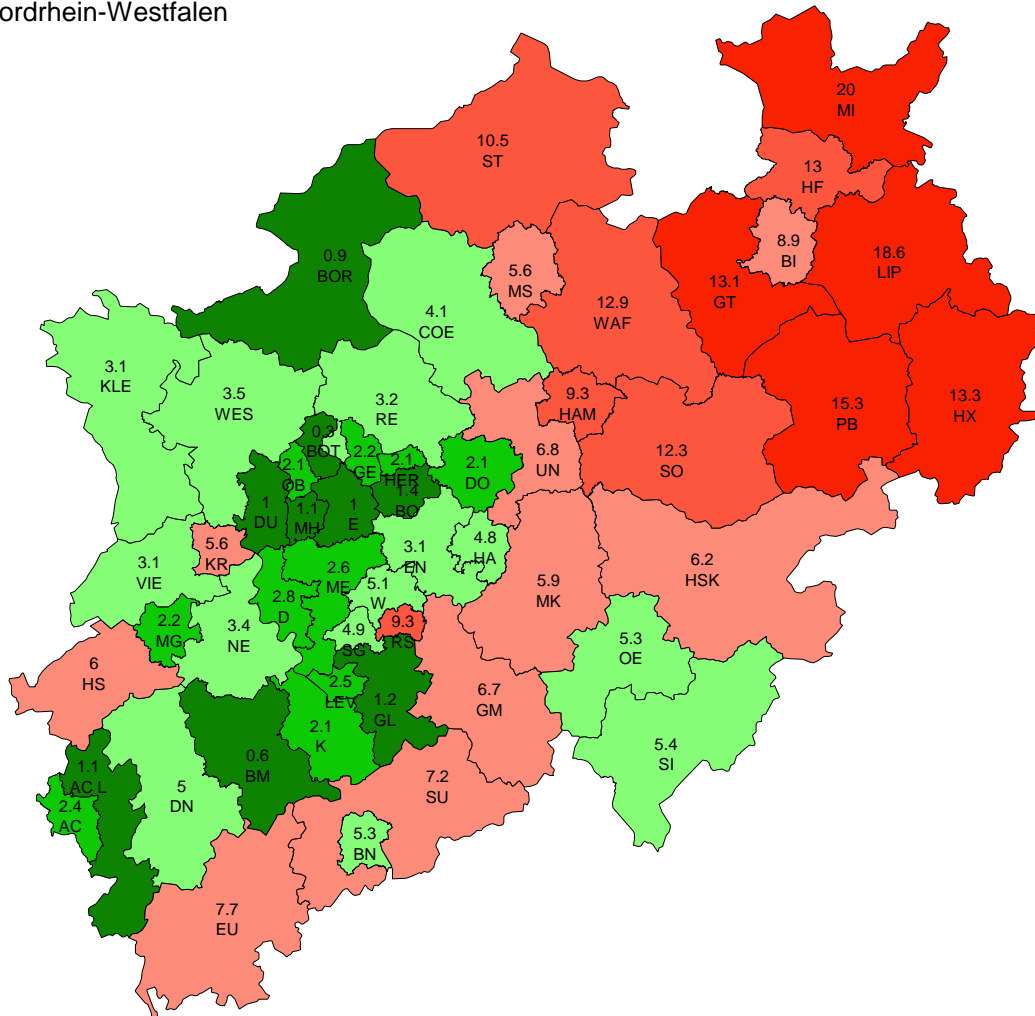 ordrhein-Westfalen
20
MI
10.5
ST
13
HF
8.9
BI
18.6
LIP
0.9
BOR
5.6
MS
13.1
GT
12.9
WAF
4.1
COE
3.1
KLE
3.5
WES
3.2
RE
9.3
HAM
15.3
PB
13.3
HX
0.3
BOT
2.2
GE
2.1
HER
2.1
OB
2.1
DO
6.8
UN
12.3
SO
1
DU
1.1
MH
1
E
1.4
BO
5.6
KR
3.1
VIE
2.6
ME
3.1
EN
4.8
HA
6.2
HSK
5.9
MK
2.8
D
5.1
W
2.2
MG
3.4
NE
4.9
SG
9.3
RS
5.3
OE
6
HS
2.5
LEV
1.2
GL
6.7
GM
2.1
K
5.4
SI
0.6
BM
1.1
AC L
5
DN
7.2
SU
2.4
AC
5.3
BN
7.7
EU